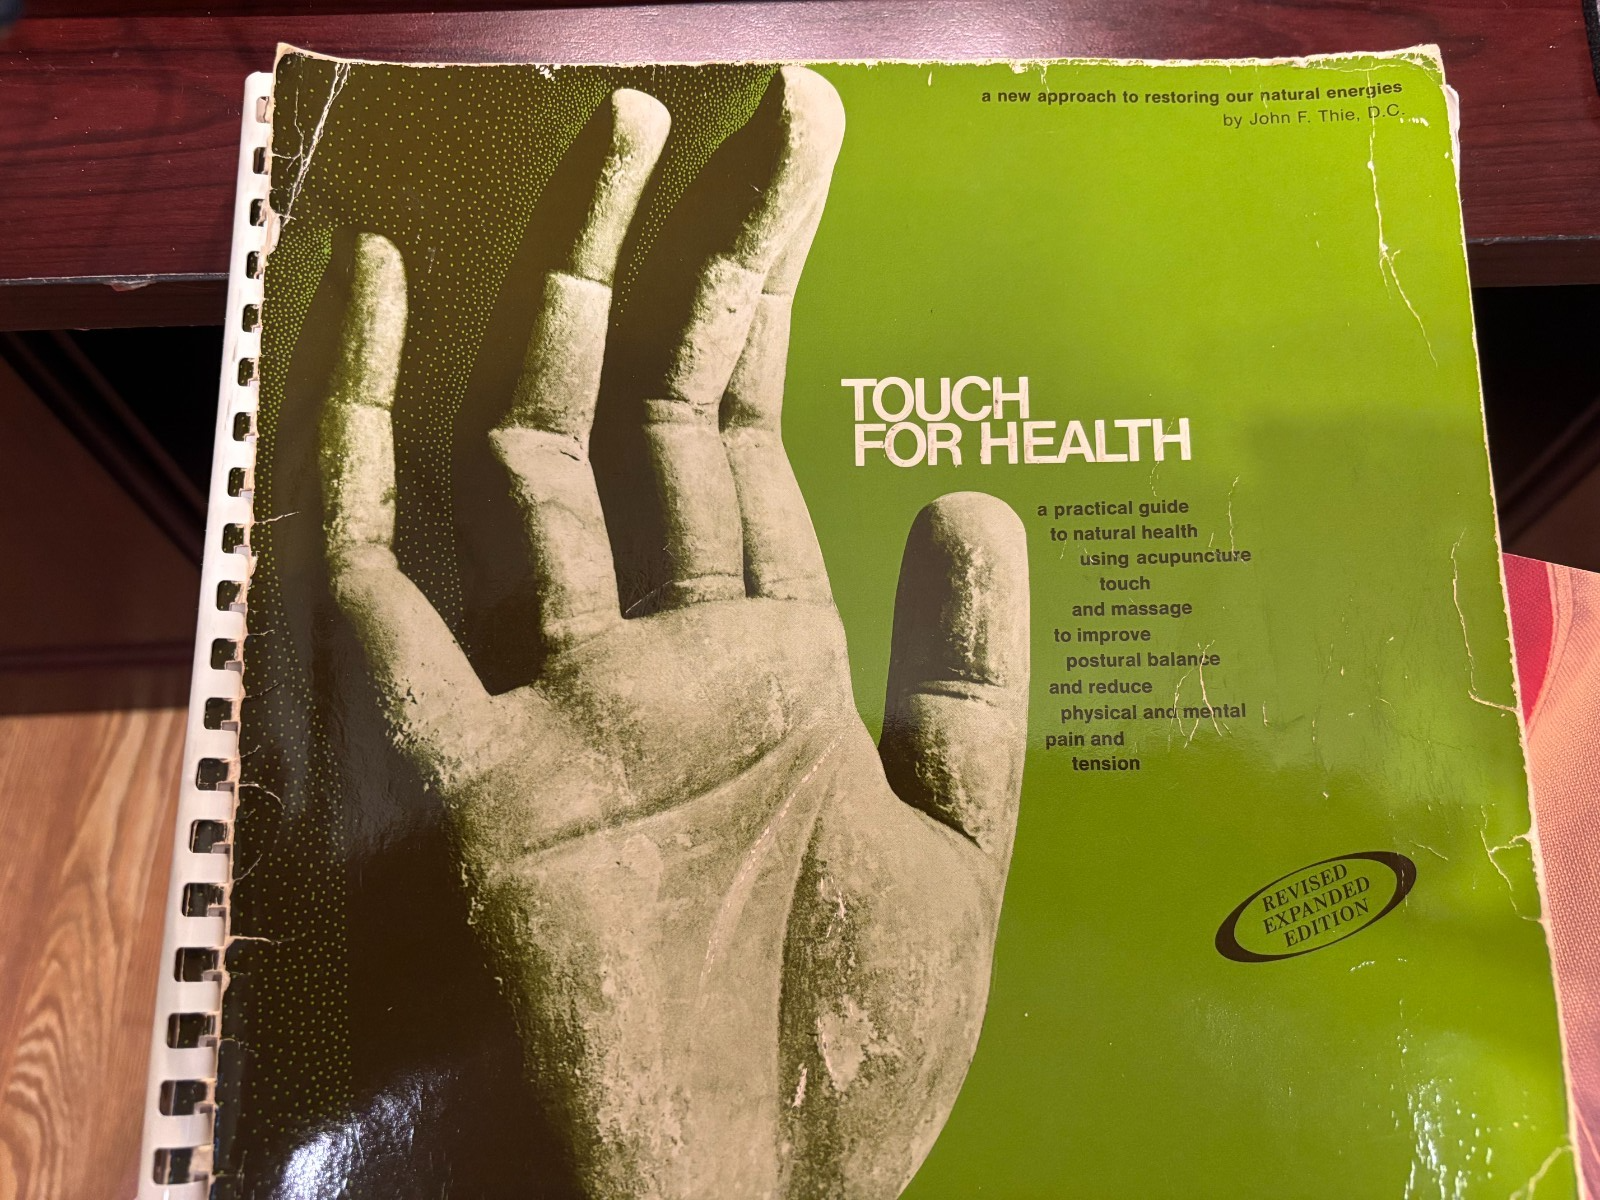 a new approach to restoring our natural energies
by John F. Thie, D.C.
TOUCH
FOR HEALTH
a practical guide
to natural health
using acupuncture
touch
and massage
to improve
postural balance
and reduce
physical and mental
pain and
tension
REVISED
EXPANDED
EDITION